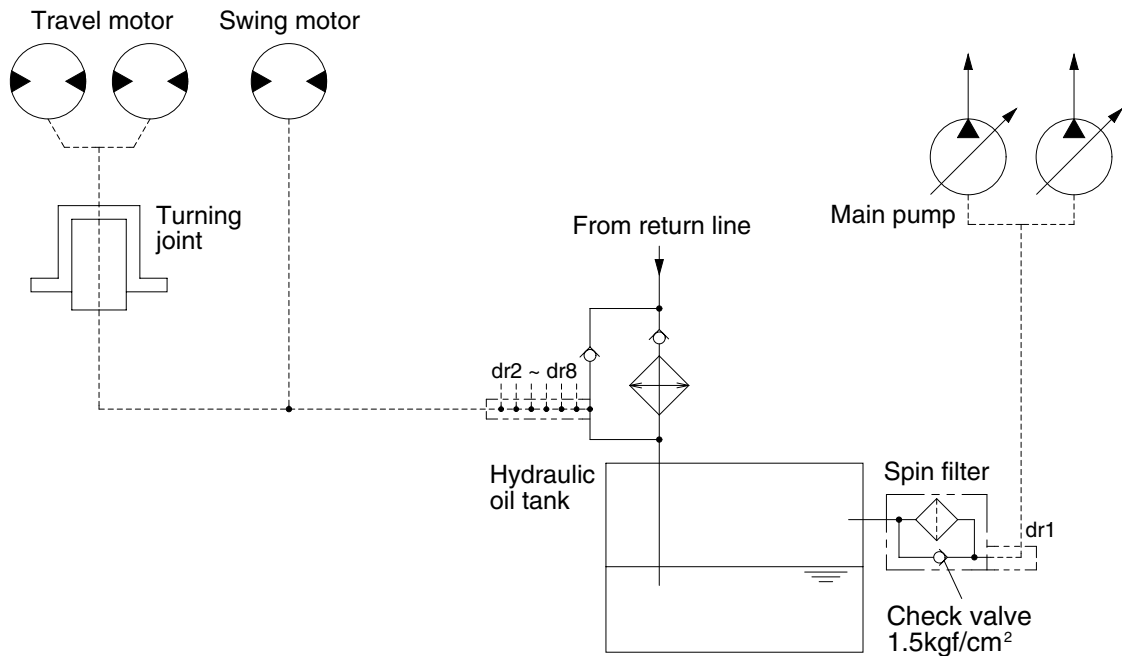 Travel motor
Swing motor
Turning
joint
Main pump
From return line
dr2 ~ dr8
Hydraulic
oil tank
Spin filter
dr1
Check valve
1.5kgf/cm²